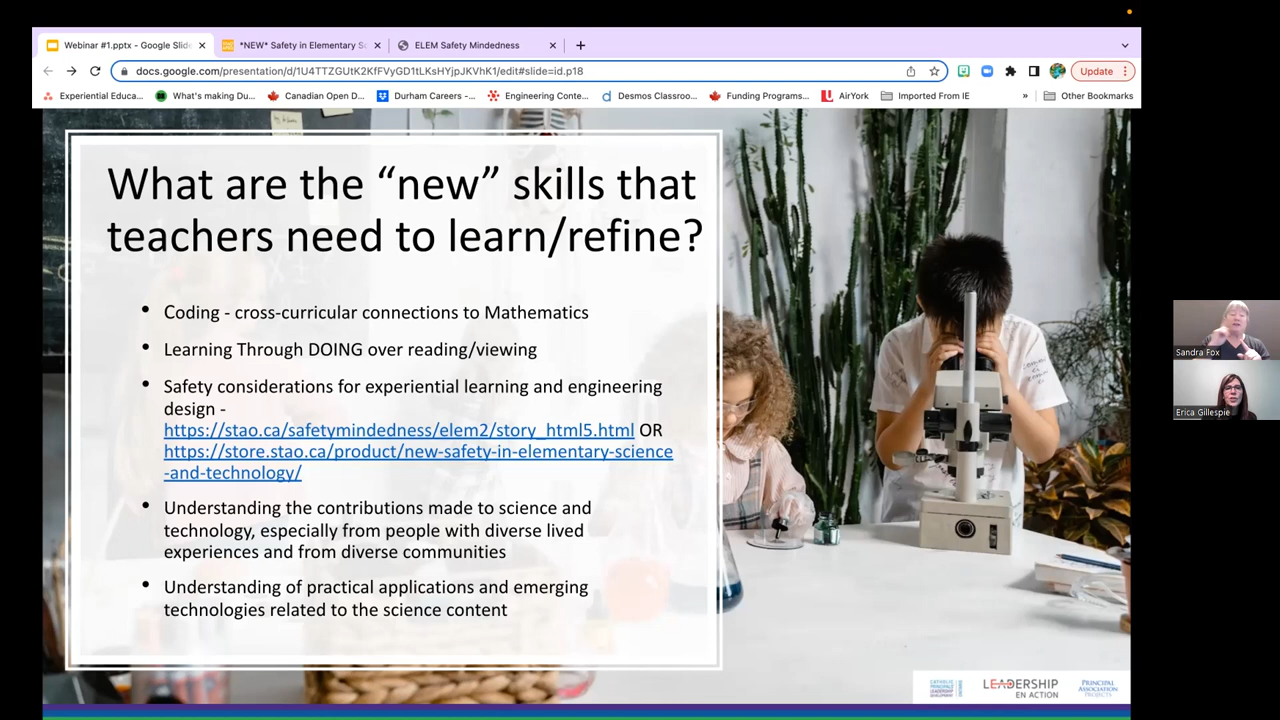 Webinar #1.pptx - Google Slide
*NEW* Safety in Elementary Sc
ELEM Safety Mindedness
docs.google.com/presentation/d/1U4TTZGUtK2KfFVyGD1tLKsHYjpJKVhK1/edit#slide=id.p18
Update
Experiential Educa...
What's making Du...
Canadian Open D...
Durham Careers -...
Engineering Conte...
Desmos Classroo...
Funding Programs...
AirYork
Imported From IE
»
Other Bookmarks
What are the “new” skills that
teachers need to learn/refine?
• Coding - cross-curricular connections to Mathematics
• Learning Through DOING over reading/viewing
• Safety considerations for experiential learning and engineering
design -
https://stao.ca/safetymindedness/elem2/story_html5.html OR
https://store.stao.ca/product/new-safety-in-elementary-science
-and-technology/
• Understanding the contributions made to science and
technology, especially from people with diverse lived
experiences and from diverse communities
• Understanding of practical applications and emerging
technologies related to the science content
Sandra Fox
Erica Gillespie
LEADERSHIP
EN ACTION
PRINCIPAL
ASSOCIATION
PROJECTS